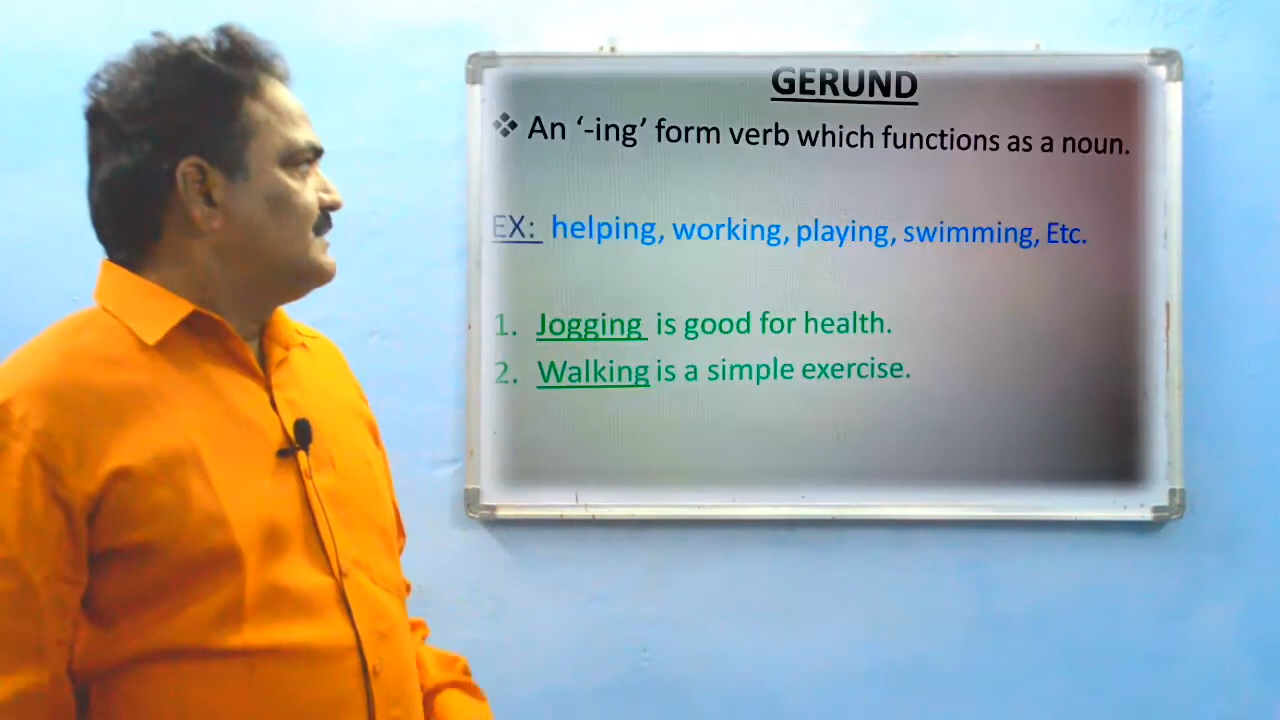 GERUND
❖ An ‘-ing’ form verb which functions as a noun.
EX: helping, working, playing, swimming, Etc.
1. Jogging is good for health.
2. Walking is a simple exercise.